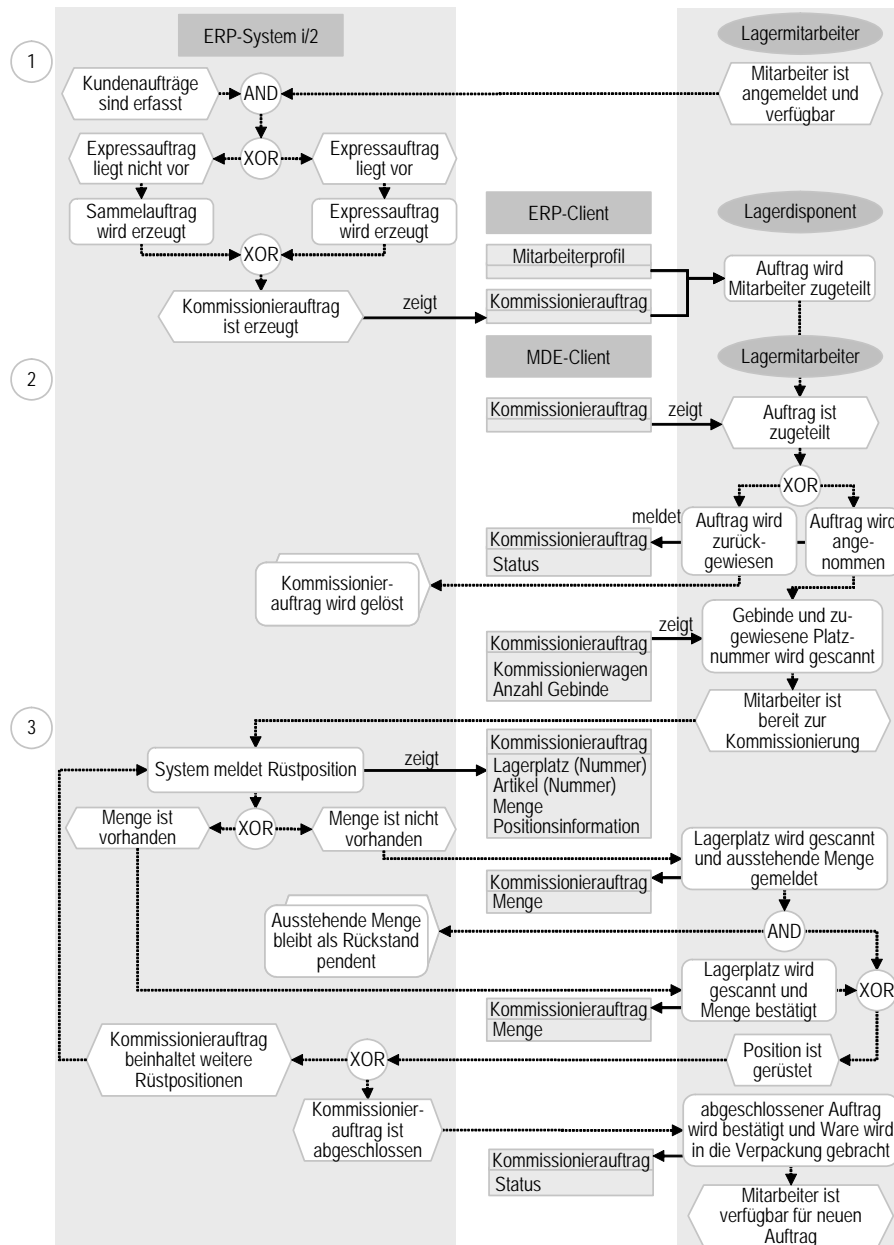 ERP-System i/2
Lagermitarbeiter
1
Kundenaufträge
sind erfasst
AND
Mitarbeiter ist
angemeldet und
verfügbar
Expressauftrag
liegt nicht vor
XOR
Expressauftrag
liegt vor
Sammelauftrag
wird erzeugt
Expressauftrag
wird erzeugt
ERP-Client
Lagerdisponent
XOR
Mitarbeiterprofil
Auftrag wird
Mitarbeiter zugeteilt
Kommissionierauftrag
ist erzeugt
zeigt
Kommissionierauftrag
MDE-Client
Lagermitarbeiter
2
Kommissionierauftrag
zeigt
Auftrag ist
zugeteilt
XOR
meldet
Kommissionierauftrag
Status
Auftrag wird
zurück-
gewiesen
Auftrag wird
ange-
nommen
Kommissionier-
auftrag wird gelöst
zeigt
Gebinde und zu-
gewiesene Platz-
nummer wird gescannt
Kommissionierauftrag
Kommissionierwagen
Anzahl Gebinde
3
Mitarbeiter ist
bereit zur
Kommissionierung
System meldet Rüstposition
zeigt
Kommissionierauftrag
Lagerplatz (Nummer)
Artikel (Nummer)
Menge
Positionsinformation
Menge ist
vorhanden
XOR
Menge ist nicht
vorhanden
Lagerplatz wird gescannt
und ausstehende Menge
gemeldet
Kommissionierauftrag
Menge
Ausstehende Menge
bleibt als Rückstand
pendent
AND
Lagerplatz wird
gescannt und
Menge bestätigt
XOR
Kommissionierauftrag
Menge
Kommissionierauftrag
beinhaltet weitere
Rüstpositionen
XOR
Position ist
gerüstet
Kommissionier-
auftrag ist
abgeschlossen
abgeschlossener Auftrag
wird bestätigt und Ware wird
in die Verpackung gebracht
Kommissionierauftrag
Status
Mitarbeiter ist
verfügbar für neuen
Auftrag